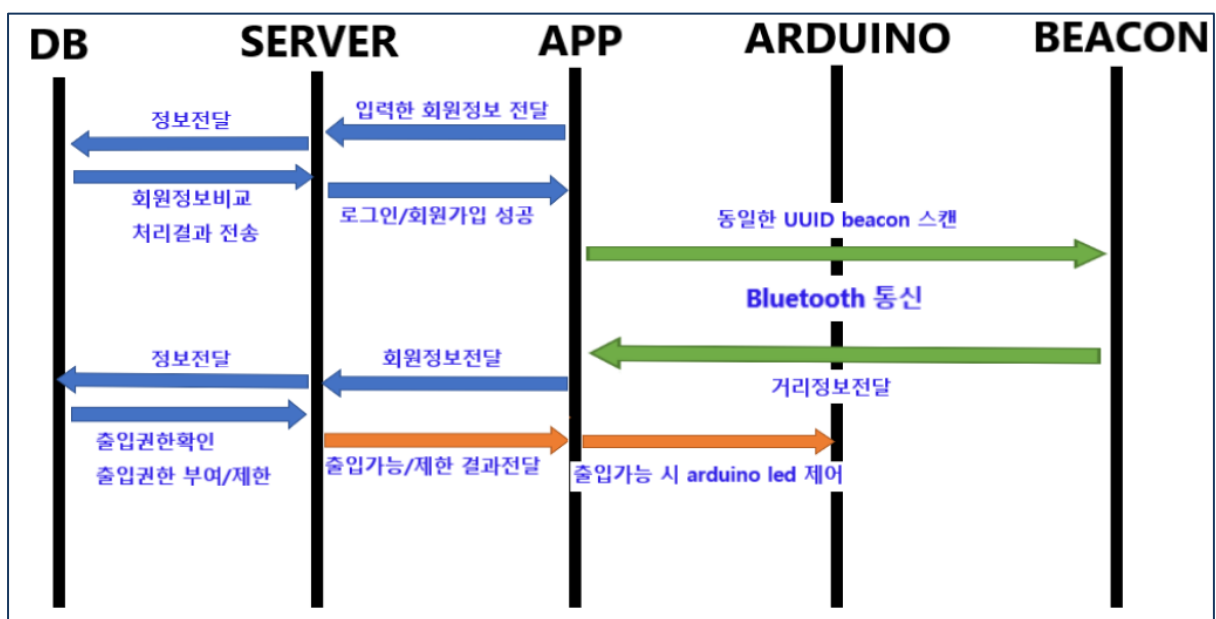 DB
SERVER
APP
ARDUINO
BEACON
정보전달
입력한 회원정보 전달
회원정보비교
처리결과 전송
로그인/회원가입 성공
동일한 UUID beacon 스캔
Bluetooth 통신
정보전달
회원정보전달
거리정보전달
출입권한확인
출입권한 부여/제한
출입가능/제한 결과전달
출입가능 시 arduino led 제어